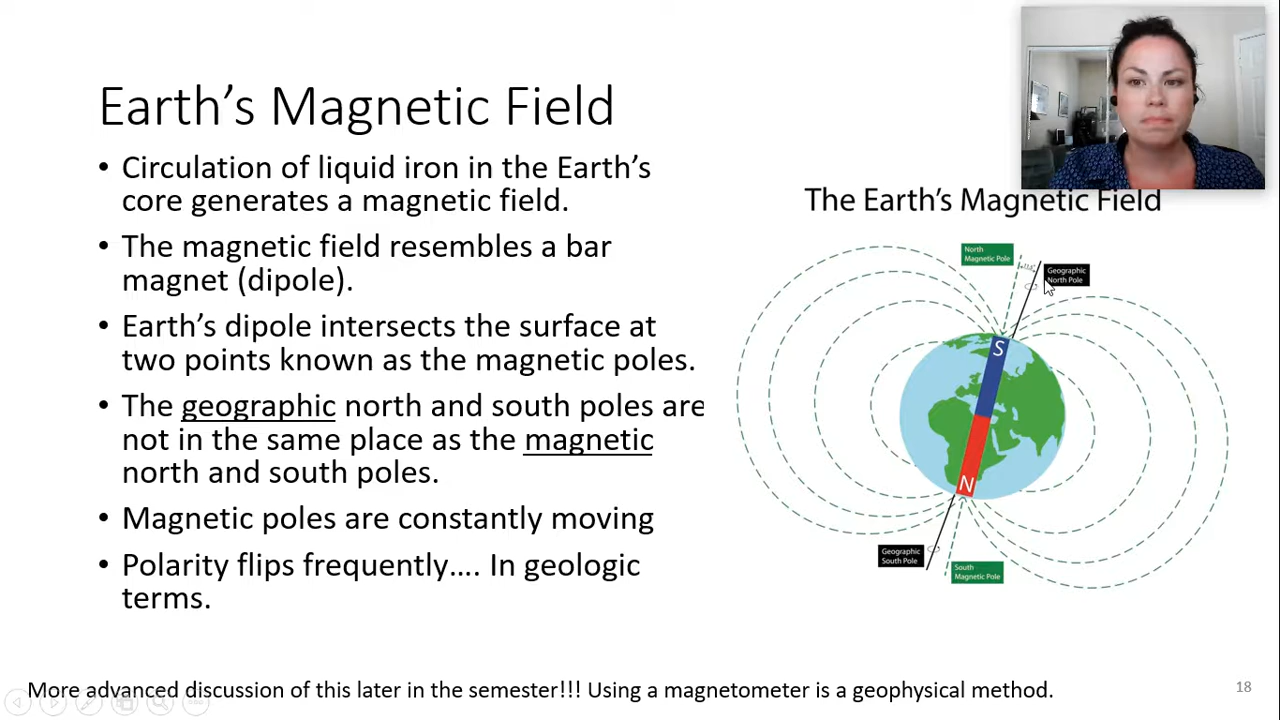 Earth's Magnetic Field
• Circulation of liquid iron in the Earth's
core generates a magnetic field.
• The magnetic field resembles a bar
magnet (dipole).
• Earth's dipole intersects the surface at
two points known as the magnetic poles.
• The geographic north and south poles are
not in the same place as the magnetic
north and south poles.
• Magnetic poles are constantly moving
• Polarity flips frequently.... In geologic
terms.
The Earth's Magnetic Field
North
Magnetic Pole
Geographic
North Pole
S
N
Geographic
South Pole
South
Magnetic Pole
More advanced discussion of this later in the semester!!! Using a magnetometer is a geophysical method.
18